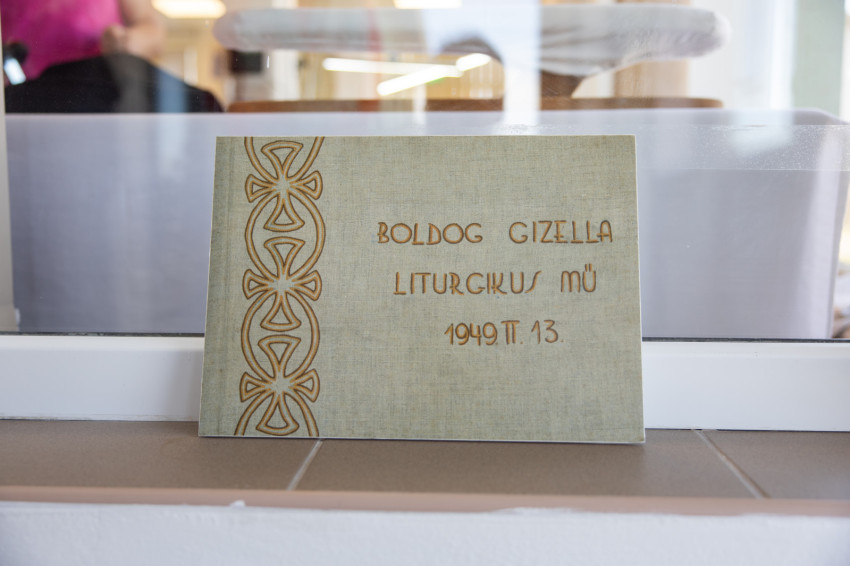 BOLDOG GIZELLA
LITURGIKUS MŰ
1949. II. 13.